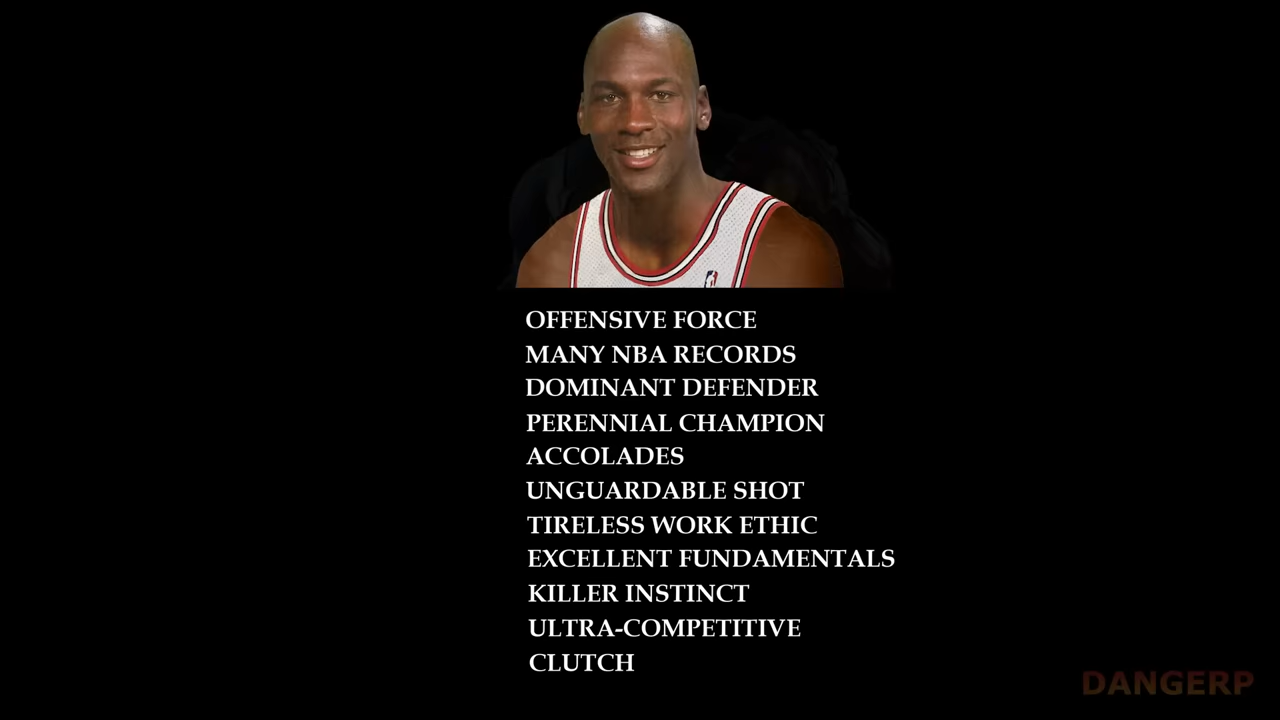 OFFENSIVE FORCE
MANY NBA RECORDS
DOMINANT DEFENDER
PERENNIAL CHAMPION
ACCOLADES
UNGUARDABLE SHOT
TIRELESS WORK ETHIC
EXCELLENT FUNDAMENTALS
KILLER INSTINCT
ULTRA-COMPETITIVE
CLUTCH
DANGERP